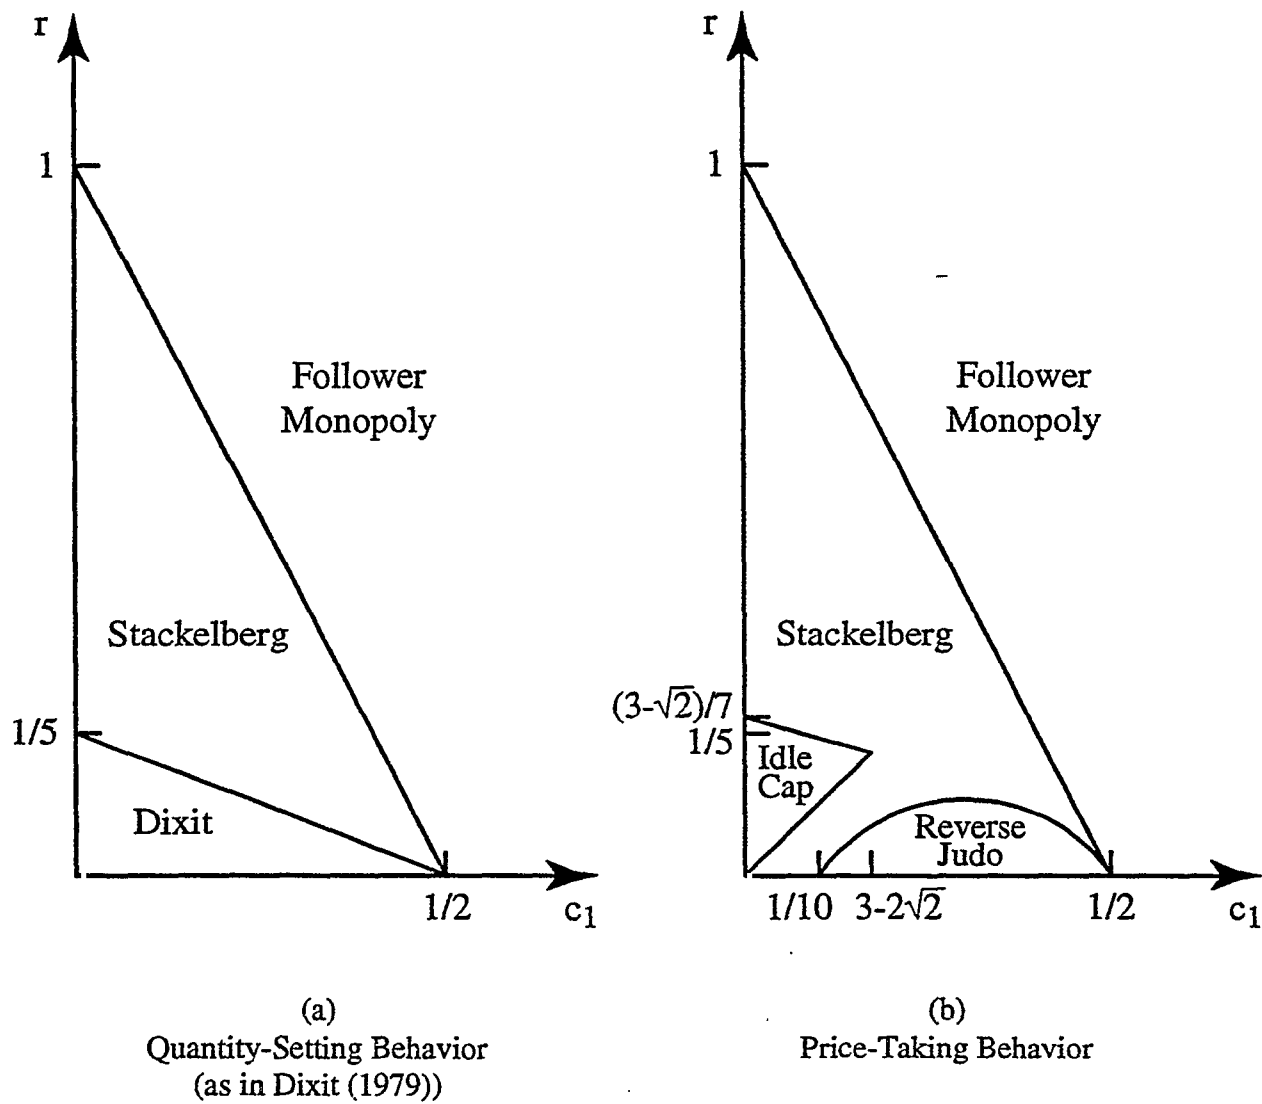 r
1
Follower
Monopoly
Stackelberg
1/5
Dixit
1/2
c₁
(a)
Quantity-Setting Behavior
(as in Dixit (1979))
r
1
Follower
Monopoly
Stackelberg
(3-√2)/7
1/5
Idle
Cap
Reverse
Judo
1/10
3-2√2
1/2
c₁
(b)
Price-Taking Behavior